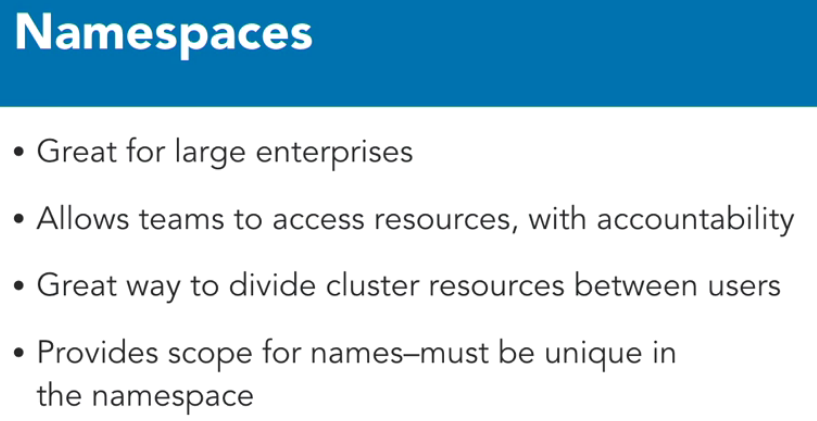 Namespaces
• Great for large enterprises
• Allows teams to access resources, with accountability
• Great way to divide cluster resources between users
• Provides scope for names–must be unique in
the namespace